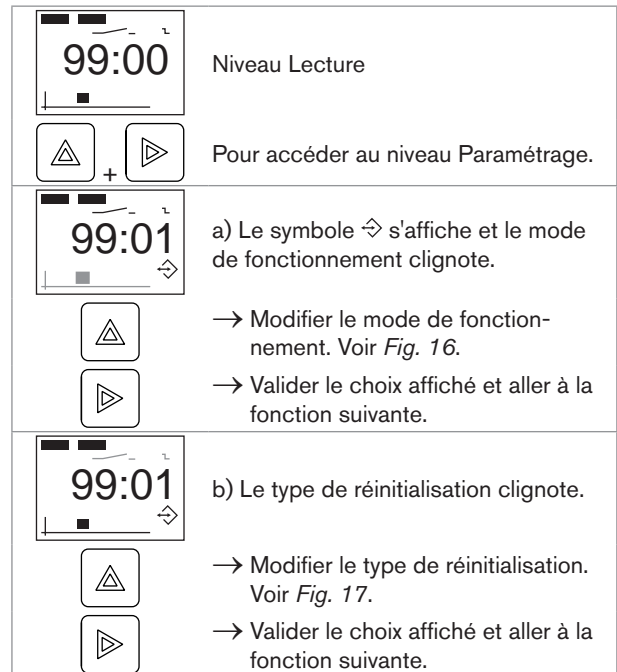 99:00
Niveau Lecture
+
Pour accéder au niveau Paramétrage.
99:01
a) Le symbole s'affiche et le mode
de fonctionnement clignote.
→ Modifier le mode de fonction-
nement. Voir Fig. 16.
→ Valider le choix affiché et aller à la
fonction suivante.
99:01
b) Le type de réinitialisation clignote.
→ Modifier le type de réinitialisation.
Voir Fig. 17.
→ Valider le choix affiché et aller à la
fonction suivante.